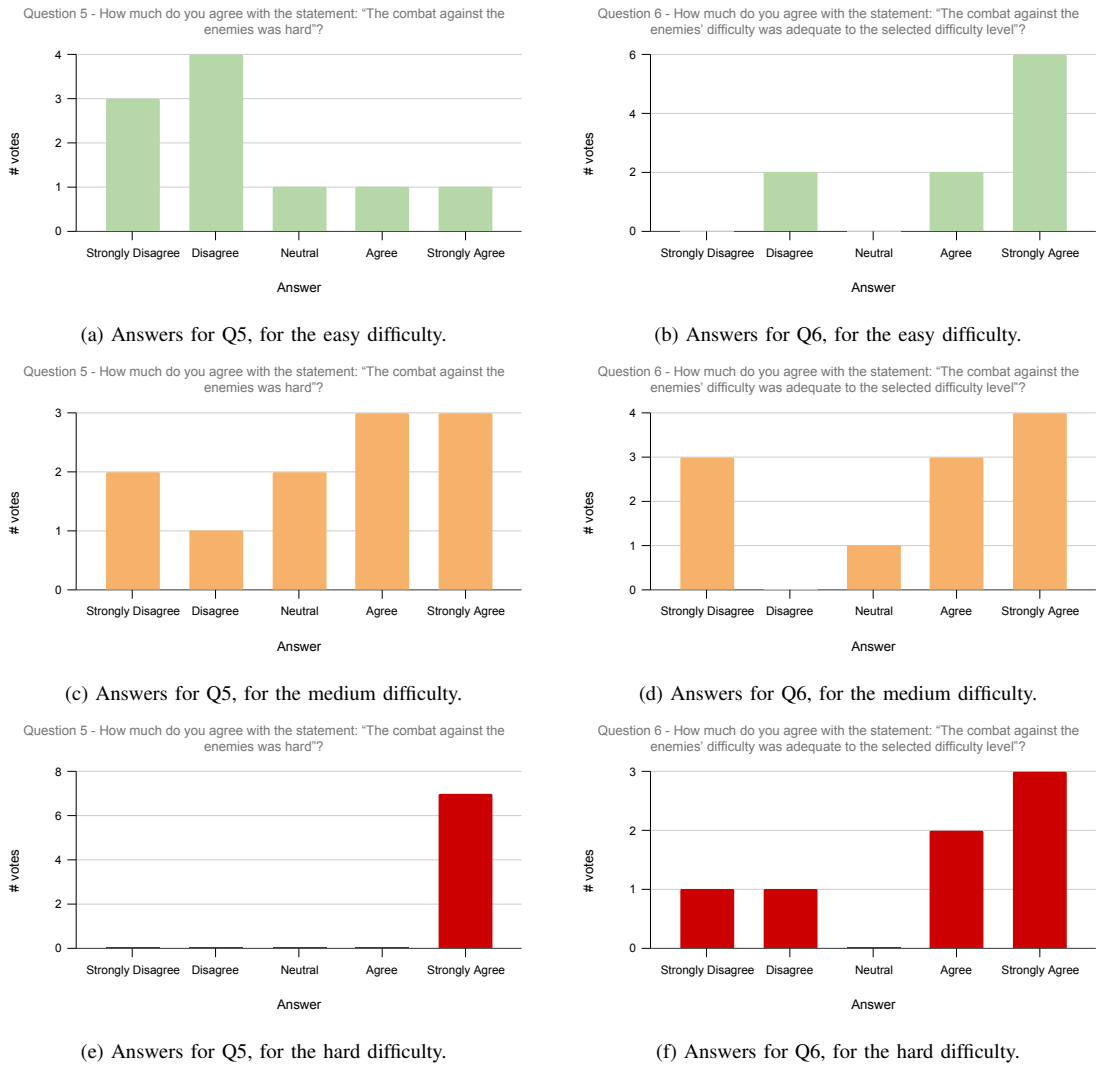 Question 5 - How much do you agree with the statement: “The combat against the
enemies was hard”?
4
3
2
1
0
# votes
Strongly Disagree Disagree Neutral Agree Strongly Agree
Answer
(a) Answers for Q5, for the easy difficulty.
Question 6 - How much do you agree with the statement: “The combat against the
enemies’ difficulty was adequate to the selected difficulty level”?
6
4
2
0
# votes
Strongly Disagree Disagree Neutral Agree Strongly Agree
Answer
(b) Answers for Q6, for the easy difficulty.
Question 5 - How much do you agree with the statement: “The combat against the
enemies was hard”?
3
2
1
0
# votes
Strongly Disagree Disagree Neutral Agree Strongly Agree
Answer
(c) Answers for Q5, for the medium difficulty.
Question 6 - How much do you agree with the statement: “The combat against the
enemies’ difficulty was adequate to the selected difficulty level”?
4
3
2
1
0
# votes
Strongly Disagree Disagree Neutral Agree Strongly Agree
Answer
(d) Answers for Q6, for the medium difficulty.
Question 5 - How much do you agree with the statement: “The combat against the
enemies was hard”?
8
6
4
2
0
# votes
Strongly Disagree Disagree Neutral Agree Strongly Agree
Answer
(e) Answers for Q5, for the hard difficulty.
Question 6 - How much do you agree with the statement: “The combat against the
enemies’ difficulty was adequate to the selected difficulty level”?
3
2
1
0
# votes
Strongly Disagree Disagree Neutral Agree Strongly Agree
Answer
(f) Answers for Q6, for the hard difficulty.